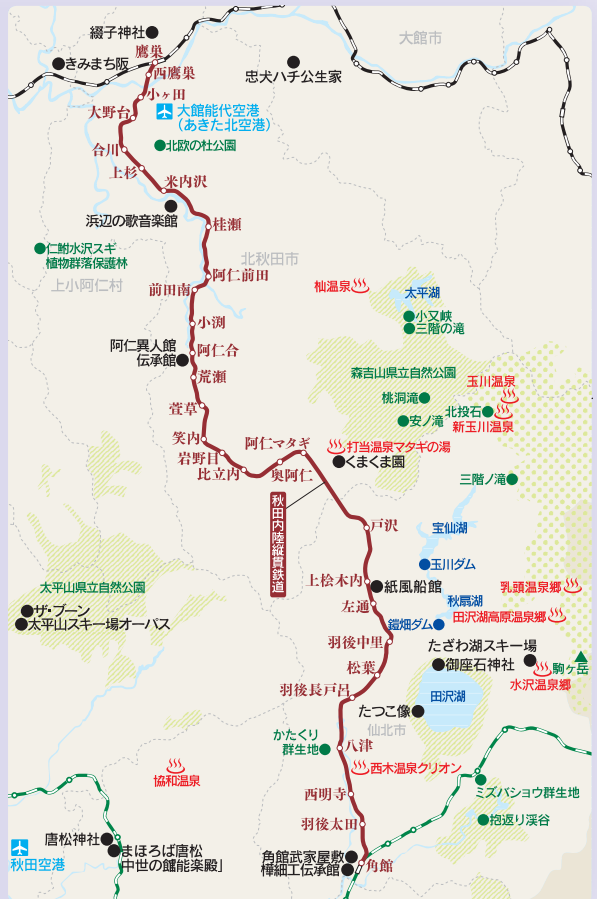 綴子神社
鷹巣
きみまち阪
西鷹巣
小ヶ田
大館市
忠犬ハチ公生家
大野台
大館能代空港
（あきた北空港）
合川
北欧の杜公園
上杉
米内沢
浜辺の歌音楽館
桂瀬
仁鮒水沢スギ
植物群落保護林
北秋田市
上小阿仁村
阿仁前田
前田南
杣温泉
太平湖
小渕
小又峡
三階の滝
阿仁異人館
伝承館
阿仁合
荒瀬
森吉山県立自然公園
玉川温泉
桃洞滝
萱草
北投石
安ノ滝
新玉川温泉
笑内
阿仁マタギ
打当温泉マタギの湯
岩野目
くまくま園
比立内
奥阿仁
三階ノ滝
秋田内陸縦貫鉄道
戸沢
宝仙湖
玉川ダム
上桧木内
紙風船館
乳頭温泉郷
太平山県立自然公園
秋扇湖
左通
ザ・ブーン
田沢湖高原温泉郷
太平山スキー場オーパス
鎧畑ダム
羽後中里
たざわ湖スキー場
御座石神社
駒ヶ岳
松葉
水沢温泉郷
羽後長戸呂
田沢湖
たつこ像
仙北市
かたくり
群生地
八津
西木温泉クリオン
協和温泉
ミズバショウ群生地
西明寺
抱返り渓谷
羽後太田
唐松神社
まほろば唐松
中世の館能楽殿」
秋田空港
角館武家屋敷
樺細工伝承館
角館